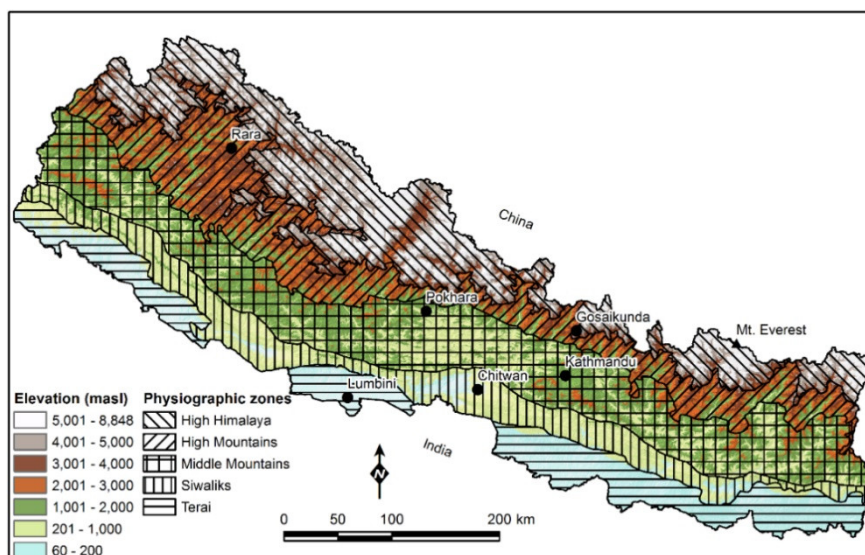 Rara
China
Pokhara
Gosaikunda
Mt. Everest
Kathmandu
Chitwan
Lumbini
India
N
Elevation (masl)
5,001 - 8,848
4,001 - 5,000
3,001 - 4,000
2,001 - 3,000
1,001 - 2,000
201 - 1,000
60 - 200
Physiographic zones
High Himalaya
High Mountains
Middle Mountains
Siwaliks
Terai
0 50 100 200 km